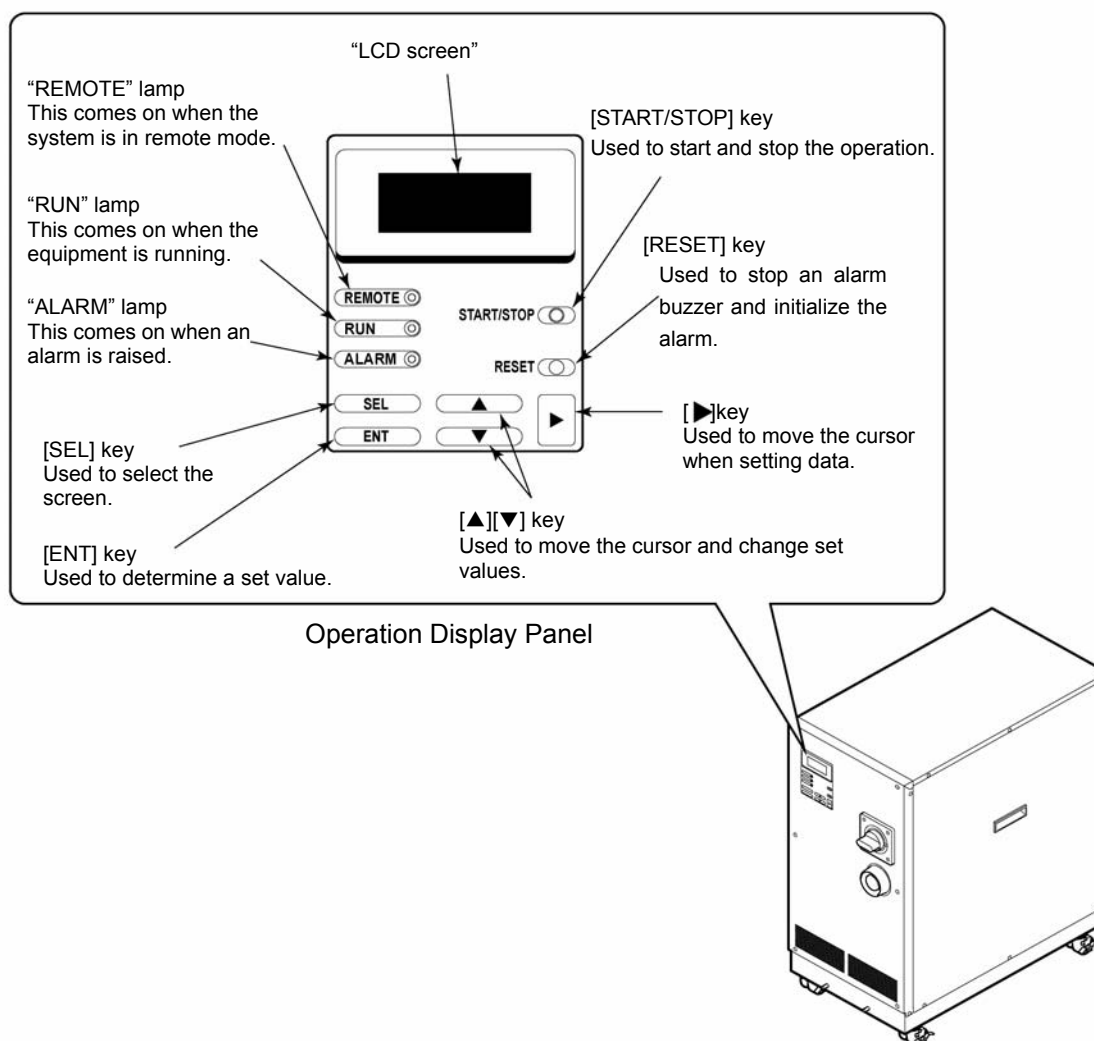 “LCD screen”
“REMOTE” lamp
This comes on when the
system is in remote mode.
[START/STOP] key
Used to start and stop the operation.
“RUN” lamp
This comes on when the
equipment is running.
[RESET] key
Used to stop an alarm
buzzer and initialize the
alarm.
“ALARM” lamp
This comes on when an
alarm is raised.
REMOTE
RUN
ALARM
START/STOP
RESET
SEL
▲
ENT
▼
▶
[▶]key
Used to move the cursor
when setting data.
[SEL] key
Used to select the
screen.
[▲][▼] key
Used to move the cursor and change set
values.
[ENT] key
Used to determine a set value.
Operation Display Panel